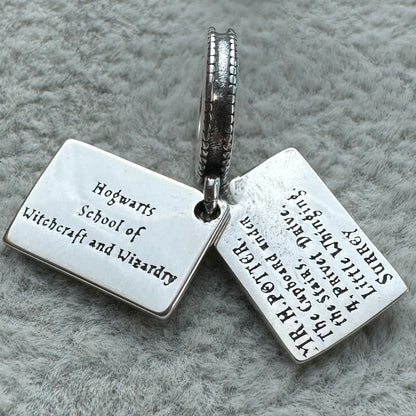 Hogwarts
School of
Witchcraft and Wizardry
MR. H. POTTER,
The Cupboard under
the Stairs,
4 Privet Drive
Little Whinging
SURREY